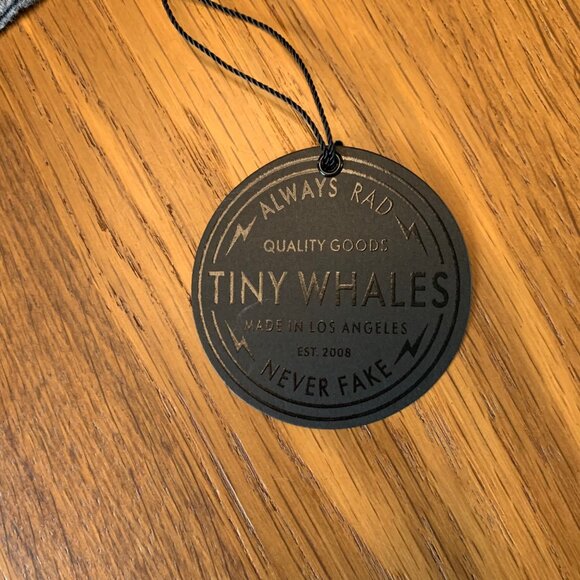 ALWAYS RAD
QUALITY GOODS
TINY WHALES
MADE IN LOS ANGELES
EST. 2008
NEVER FAKE